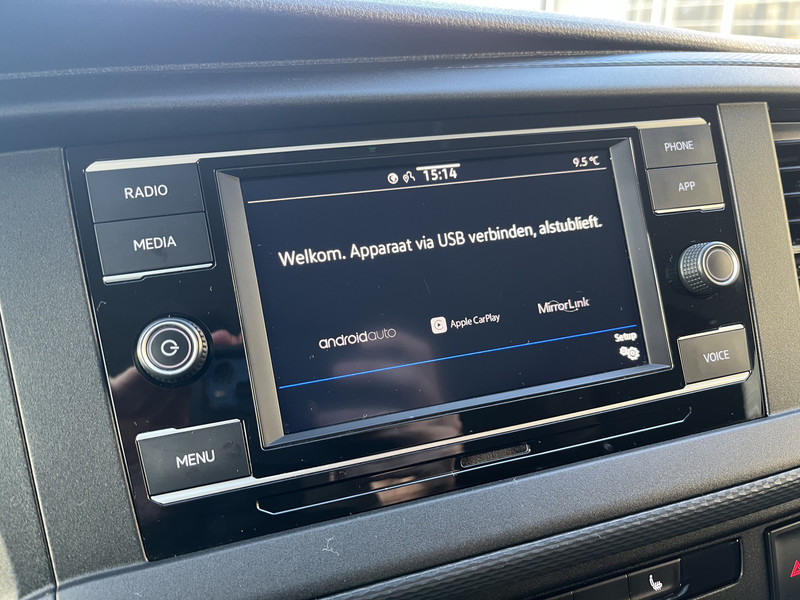 RADIO
MEDIA
MENU
15:14
9.5 °C
Welkom. Apparaat via USB verbinden, alstublieft.
androidauto
Apple CarPlay
MirrorLink
Setup
PHONE
APP
VOICE